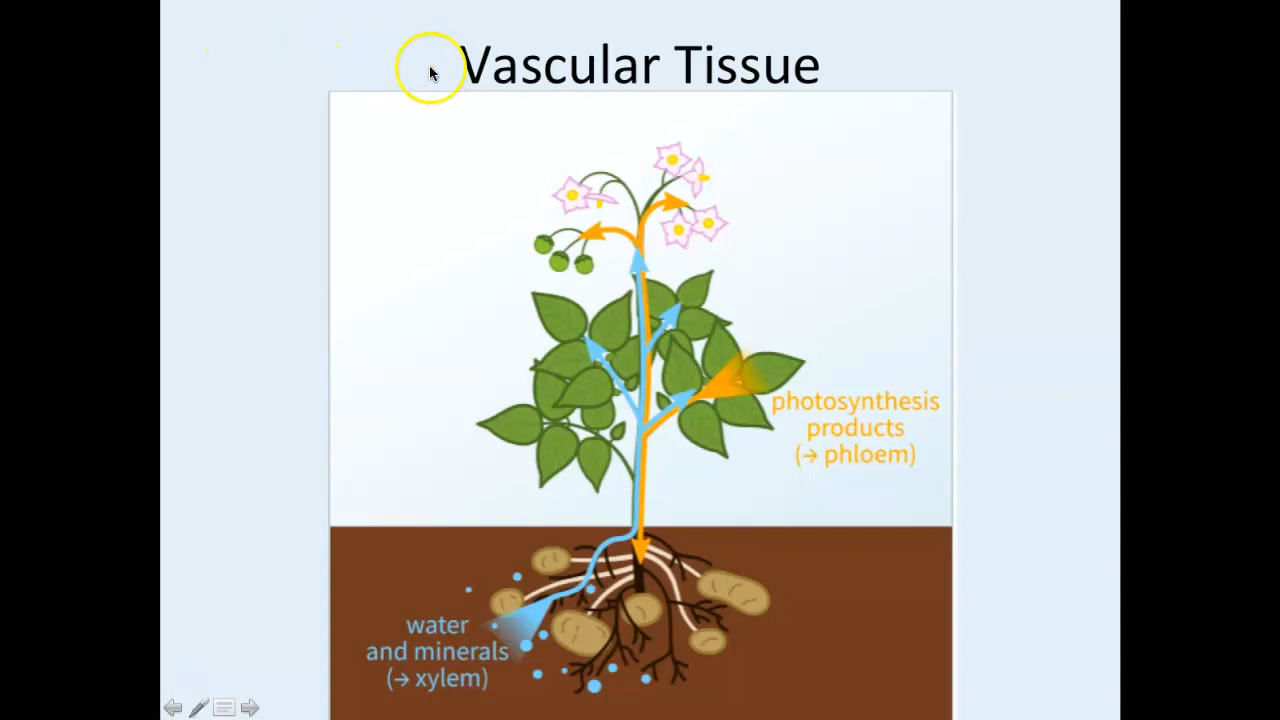 Vascular Tissue
photosynthesis
products
(→ phloem)
water
and minerals
(→ xylem)